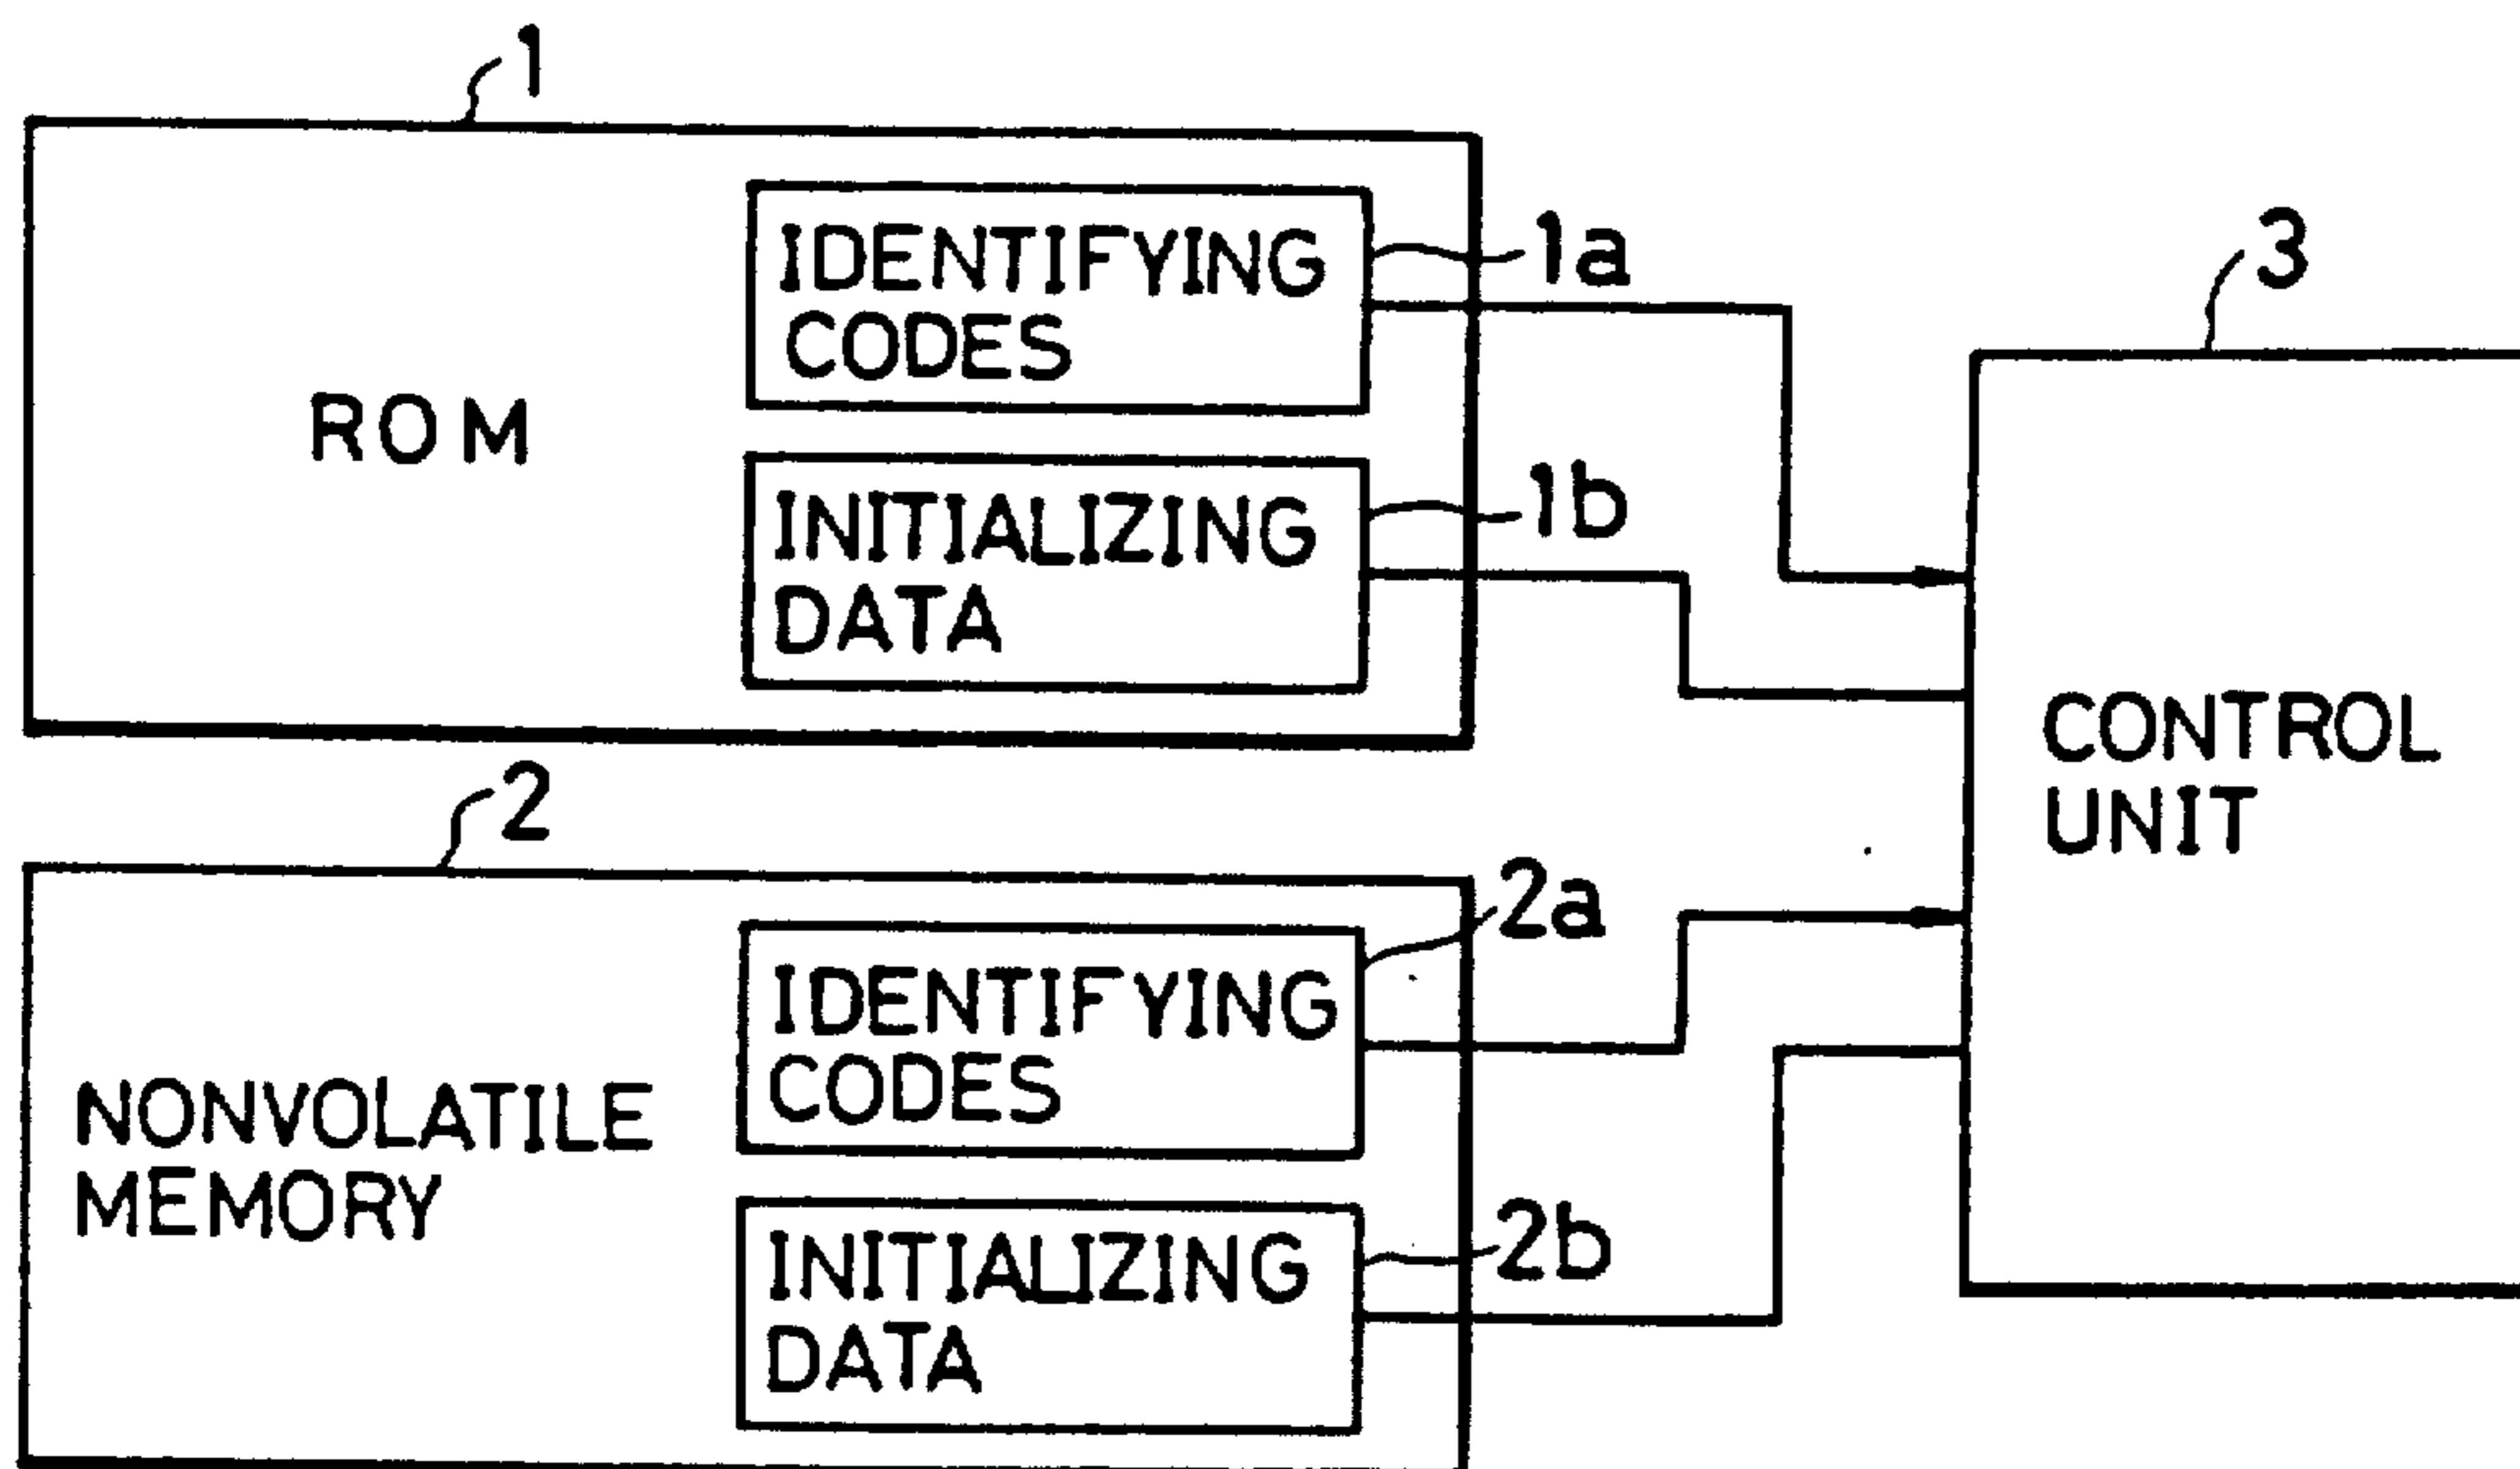 1
IDENTIFYING
CODES
1a
ROM
INITIALIZING
DATA
1b
2
NONVOLATILE
MEMORY
IDENTIFYING
CODES
2a
INITIALIZING
DATA
2b
3
CONTROL
UNIT